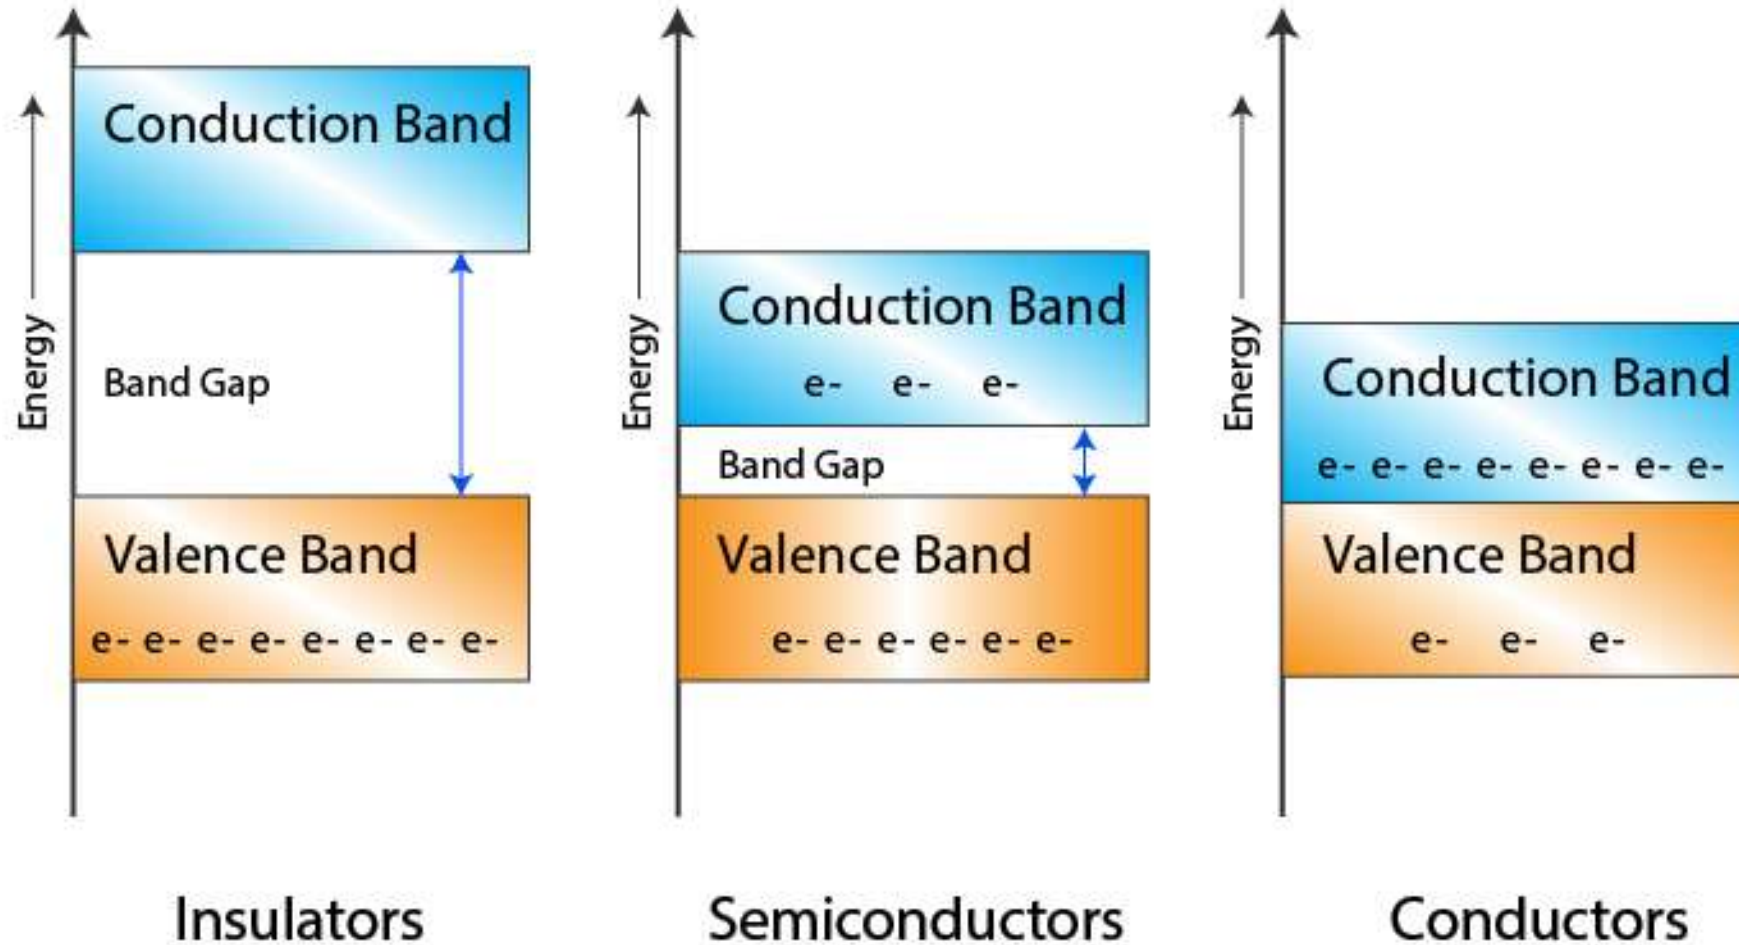 Energy
Conduction Band
Band Gap
Valence Band
e- e- e- e- e- e- e- e-
Insulators
Energy
Conduction Band
e- e- e-
Band Gap
Valence Band
e- e- e- e- e- e-
Semiconductors
Energy
Conduction Band
e- e- e- e- e- e- e- e-
Valence Band
e- e- e-
Conductors